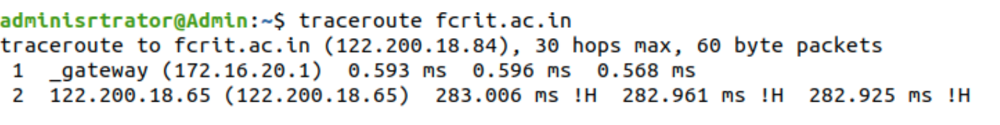 adminisrtrator@Admin:~$ traceroute fcrit.ac.in
traceroute to fcrit.ac.in (122.200.18.84), 30 hops max, 60 byte packets
 1  _gateway (172.16.20.1)  0.593 ms  0.596 ms  0.568 ms
 2  122.200.18.65 (122.200.18.65)  283.006 ms !H  282.961 ms !H  282.925 ms !H